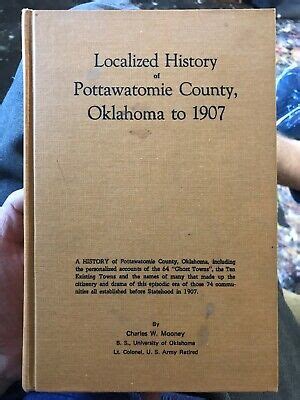 Localized History
of
Pottawatomie County,
Oklahoma to 1907
A HISTORY of Pottawatomie County, Oklahoma, including
the personalized accounts of the 64 "Ghost Towns", the Ten
Existing Towns and the names of many that made up the
citizenry and drama of this episodic era of those 74 commu-
nities all established before Statehood in 1907.
By
Charles W. Mooney
B. S., University of Oklahoma
Lt. Colonel, U. S. Army Retired